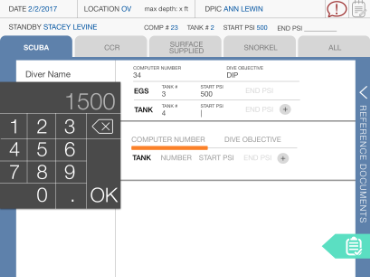 DATE 2/2/2017 LOCATION OV max depth: x ft DPIC ANN LEWIN
STANDBY STACEY LEVINE COMP # 23 TANK # 2 START PSI 500 END PSI
SCUBA CCR SURFACE SUPPLIED SNORKEL ALL
Diver Name
COMPUTER NUMBER DIVE OBJECTIVE
34 DIP
EGS TANK # START PSI END PSI
3 500
TANK TANK # START PSI END PSI +
4
COMPUTER NUMBER DIVE OBJECTIVE
TANK NUMBER START PSI END PSI +
1500
1 2 3
4 5 6
7 8 9
0 . OK
REFERENCE DOCUMENTS